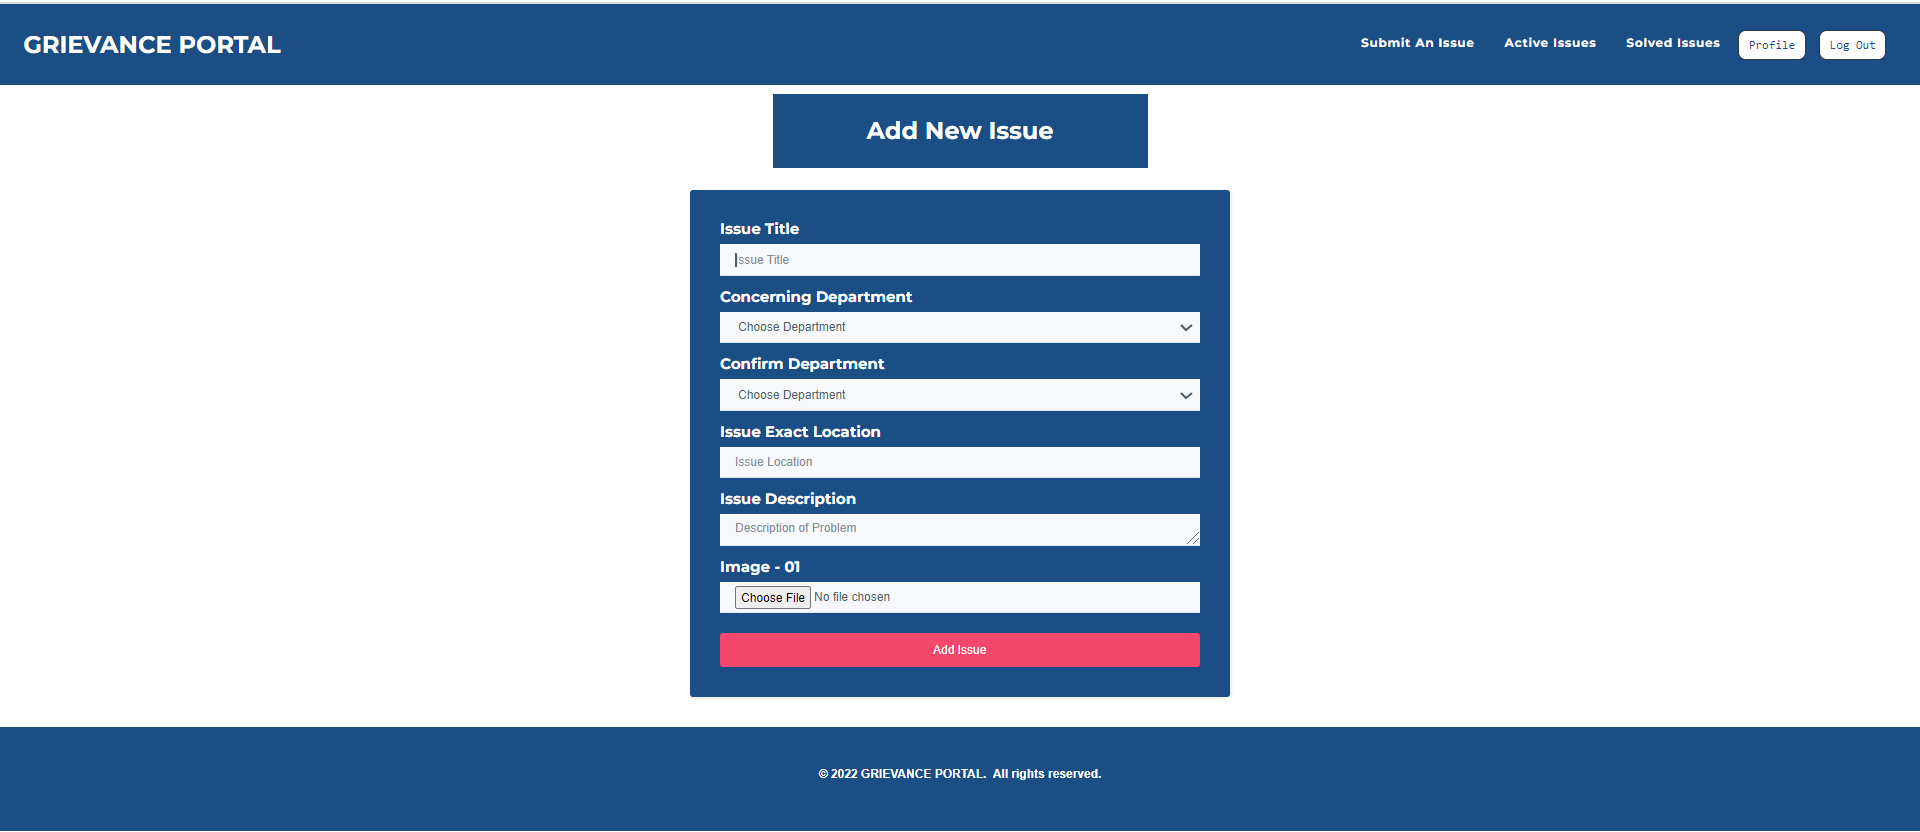 GRIEVANCE PORTAL
Submit An Issue
Active Issues
Solved Issues
Profile
Log Out
Add New Issue
Issue Title
Issue Title
Concerning Department
Choose Department
Confirm Department
Choose Department
Issue Exact Location
Issue Location
Issue Description
Description of Problem
Image - 01
Choose File No file chosen
Add Issue
© 2022 GRIEVANCE PORTAL. All rights reserved.